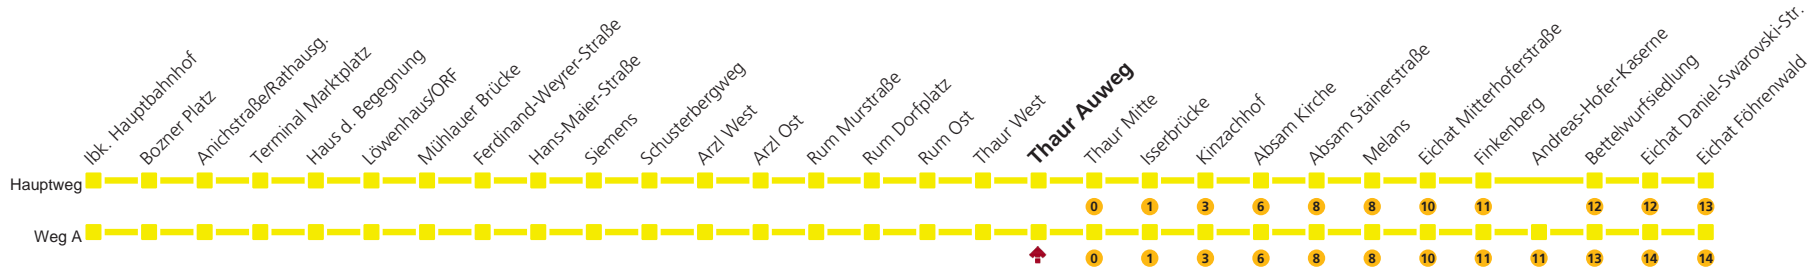 Ibk. Hauptbahnhof
Bozner Platz
Anichstraße/Rathausg.
Terminal Marktplatz
Haus d. Begegnung
Löwenhaus/ORF
Mühlauer Brücke
Ferdinand-Weyrer-Straße
Hans-Maier-Straße
Siemens
Schusterbergweg
Arzl West
Arzl Ost
Rum Murstraße
Rum Dorfplatz
Rum Ost
Thaur West
Thaur Auweg
Thaur Mitte
Isserbrücke
Kinzachhof
Absam Kirche
Absam Stainerstraße
Melans
Eichat Mitterhoferstraße
Finkenberg
Andreas-Hofer-Kaserne
Bettelwurfsiedlung
Eichat Daniel-Swarovski-Str.
Eichat Föhrenwald
Hauptweg
0 1 3 6 8 8 10 11 12 12 13
Weg A
0 1 3 6 8 8 10 11 11 13 14 14